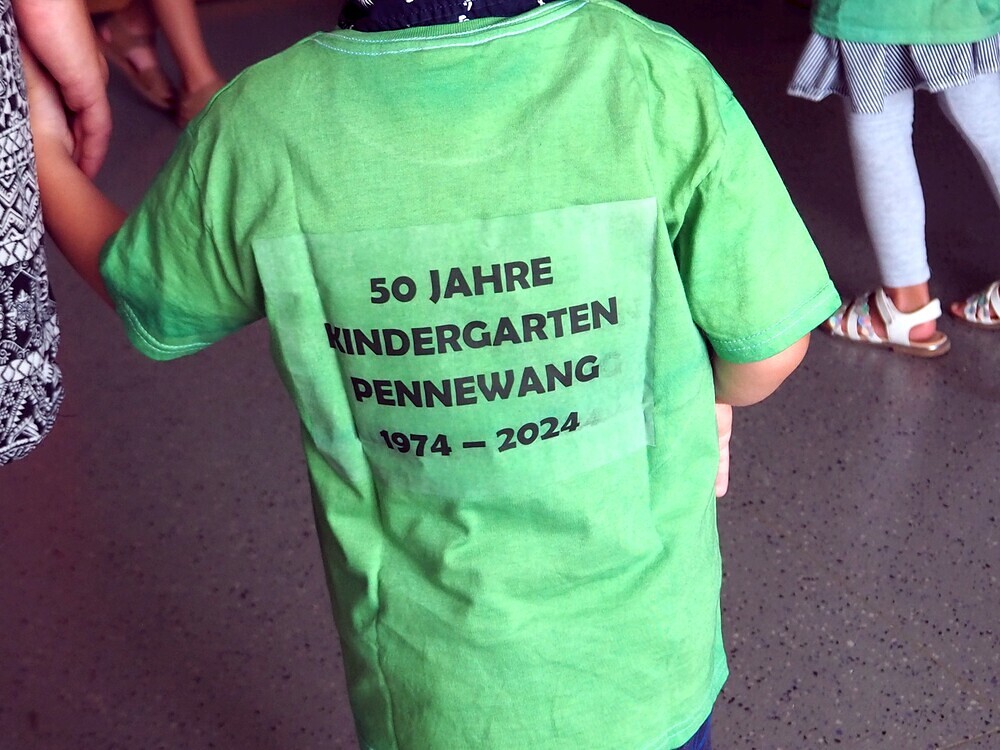 50 JAHRE
KINDERGARTEN
PENNEWANG
1974 – 2024